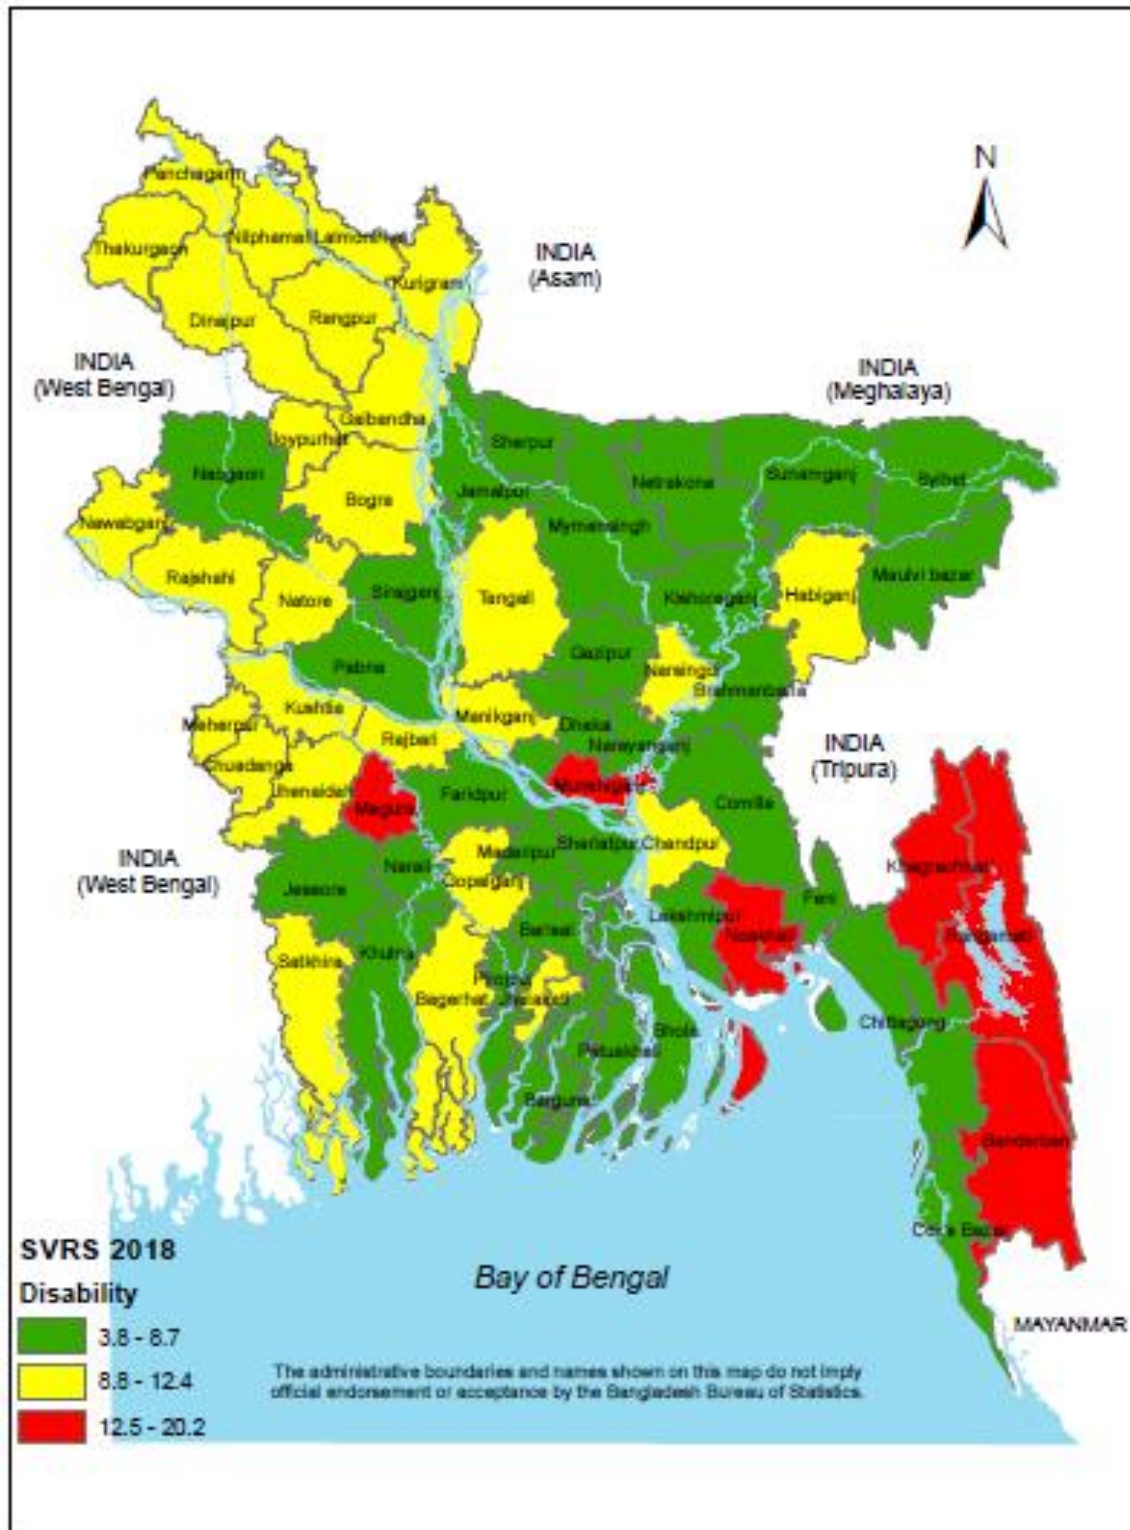 N
INDIA
(Asam)
INDIA
(West Bengal)
INDIA
(Meghalaya)
Panchagarh
Thakurgaon
Nilphamari
Kurigram
Dinajpur
Rangpur
Gaibandha
Joypurhat
Naogaon
Bogra
Sherpur
Jamalpur
Netrakona
Sunamganj
Sylhet
Mymensingh
Nawabganj
Rajshahi
Natore
Sirajganj
Tangail
Kishoreganj
Habiganj
Maulvi bazar
Pabna
Gazipur
Narsingdi
Brahmanbaria
Kushtia
Meherpur
Manikganj
Rajbari
Dhaka
Narayanganj
INDIA
(Tripura)
Chuadanga
Jhenaidah
Magura
Faridpur
Munshiganj
Comilla
Shariatpur
Chandpur
INDIA
(West Bengal)
Narail
Madaripur
Gopalganj
Jessore
Khagrachhari
Feni
Lakshmipur
Noakhali
Rangamati
Barisal
Khulna
Satkhira
Pirojpur
Bagerhat
Jhalakati
Chittagong
Bhola
Patuakhali
Barguna
Bandarban
Cox's Bazar
SVRS 2018
Disability
3.8 - 8.7
8.8 - 12.4
12.5 - 20.2
Bay of Bengal
MAYANMAR
The administrative boundaries and names shown on this map do not imply
official endorsement or acceptance by the Bangladesh Bureau of Statistics.